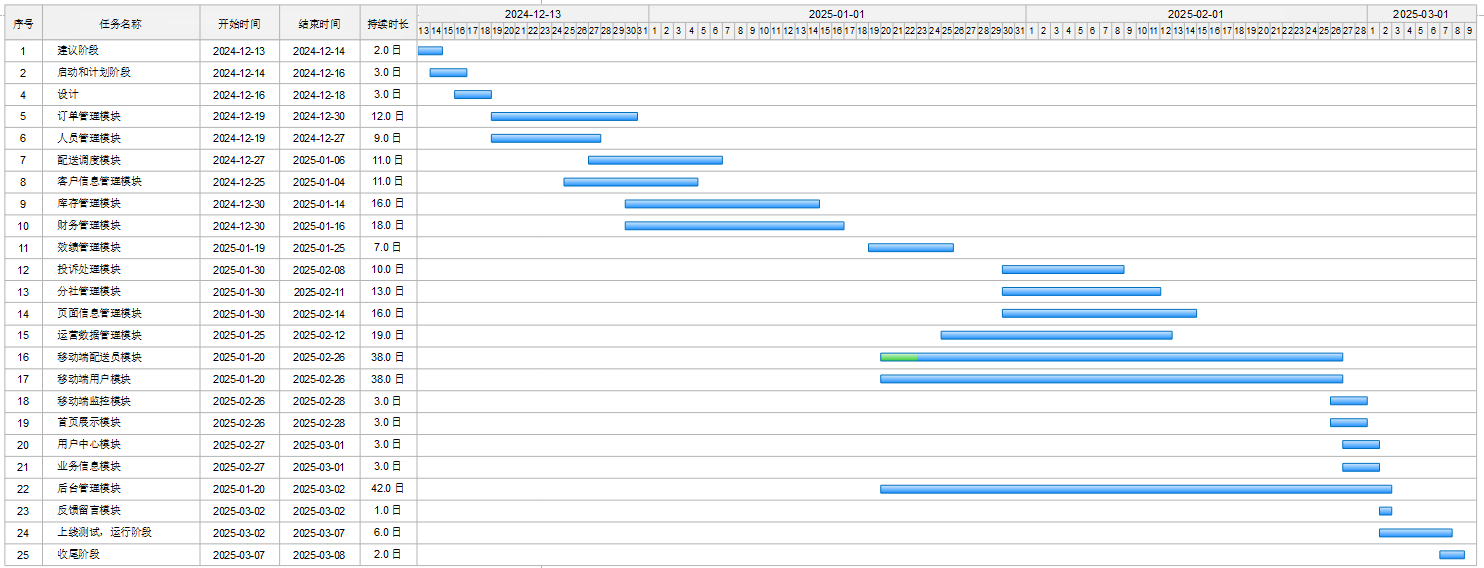 序号 任务名称 开始时间 结束时间 持续时长 2024-12-13 2025-01-01 2025-02-01 2025-03-01
13 14 15 16 17 18 19 20 21 22 23 24 25 26 27 28 29 30 31 1 2 3 4 5 6 7 8 9 10 11 12 13 14 15 16 17 18 19 20 21 22 23 24 25 26 27 28 29 30 31 1 2 3 4 5 6 7 8 9 10 11 12 13 14 15 16 17 18 19 20 21 22 23 24 25 26 27 28 1 2 3 4 5 6 7 8 9
1 建议阶段 2024-12-13 2024-12-14 2.0 日
2 启动和计划阶段 2024-12-14 2024-12-16 3.0 日
4 设计 2024-12-16 2024-12-18 3.0 日
5 订单管理模块 2024-12-19 2024-12-30 12.0 日
6 人员管理模块 2024-12-19 2024-12-27 9.0 日
7 配送调度模块 2024-12-27 2025-01-06 11.0 日
8 客户信息管理模块 2024-12-25 2025-01-04 11.0 日
9 库存管理模块 2024-12-30 2025-01-14 16.0 日
10 财务管理模块 2024-12-30 2025-01-16 18.0 日
11 效绩管理模块 2025-01-19 2025-01-25 7.0 日
12 投诉处理模块 2025-01-30 2025-02-08 10.0 日
13 分社管理模块 2025-01-30 2025-02-11 13.0 日
14 页面信息管理模块 2025-01-30 2025-02-14 16.0 日
15 运营数据管理模块 2025-01-25 2025-02-12 19.0 日
16 移动端配送员模块 2025-01-20 2025-02-26 38.0 日
17 移动端用户模块 2025-01-20 2025-02-26 38.0 日
18 移动端监控模块 2025-02-26 2025-02-28 3.0 日
19 首页展示模块 2025-02-26 2025-02-28 3.0 日
20 用户中心模块 2025-02-27 2025-03-01 3.0 日
21 业务信息模块 2025-02-27 2025-03-01 3.0 日
22 后台管理模块 2025-01-20 2025-03-02 42.0 日
23 反馈留言模块 2025-03-02 2025-03-02 1.0 日
24 上线测试，运行阶段 2025-03-02 2025-03-07 6.0 日
25 收尾阶段 2025-03-07 2025-03-08 2.0 日